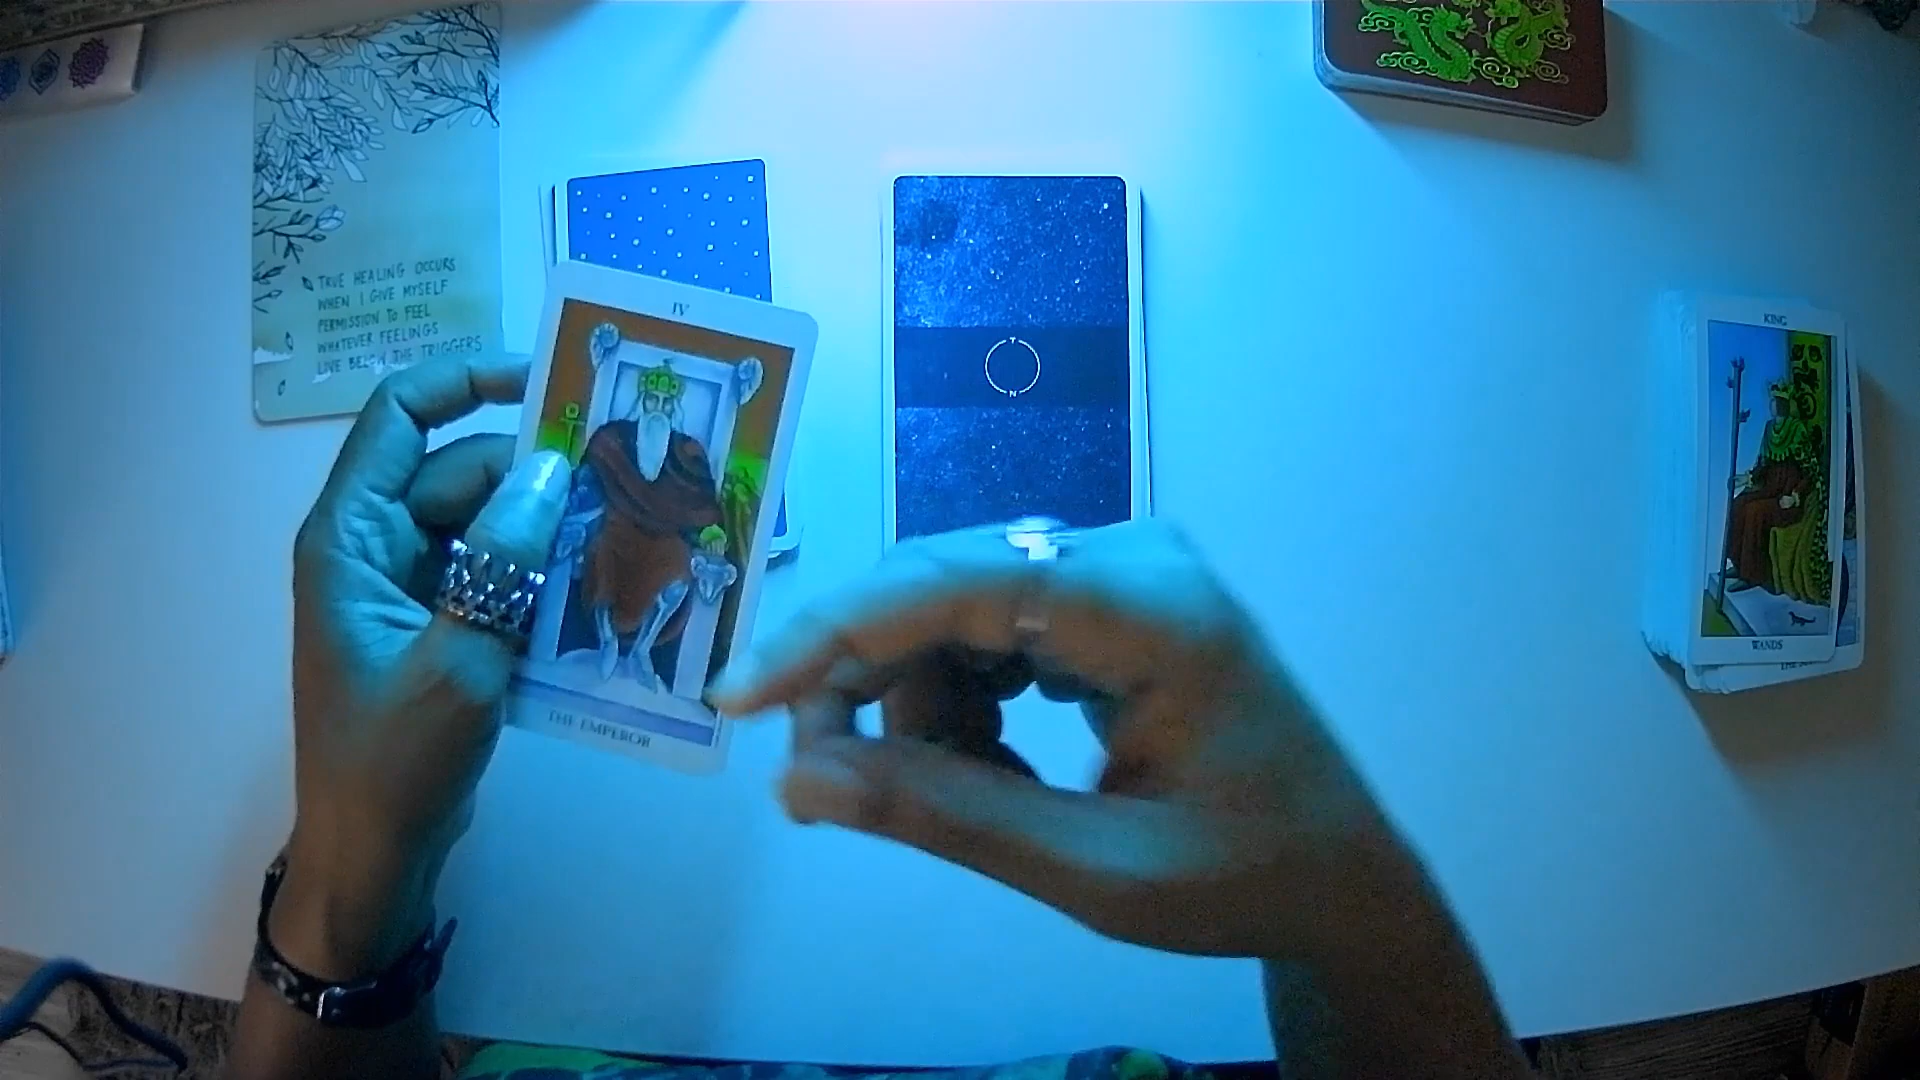 TRUE HEALING OCCURS
WHEN I GIVE MYSELF
PERMISSION TO FEEL
WHATEVER FEELINGS
LIVE BELOW THE TRIGGERS
IV
THE EMPEROR
T
N
KING
WANDS
THE